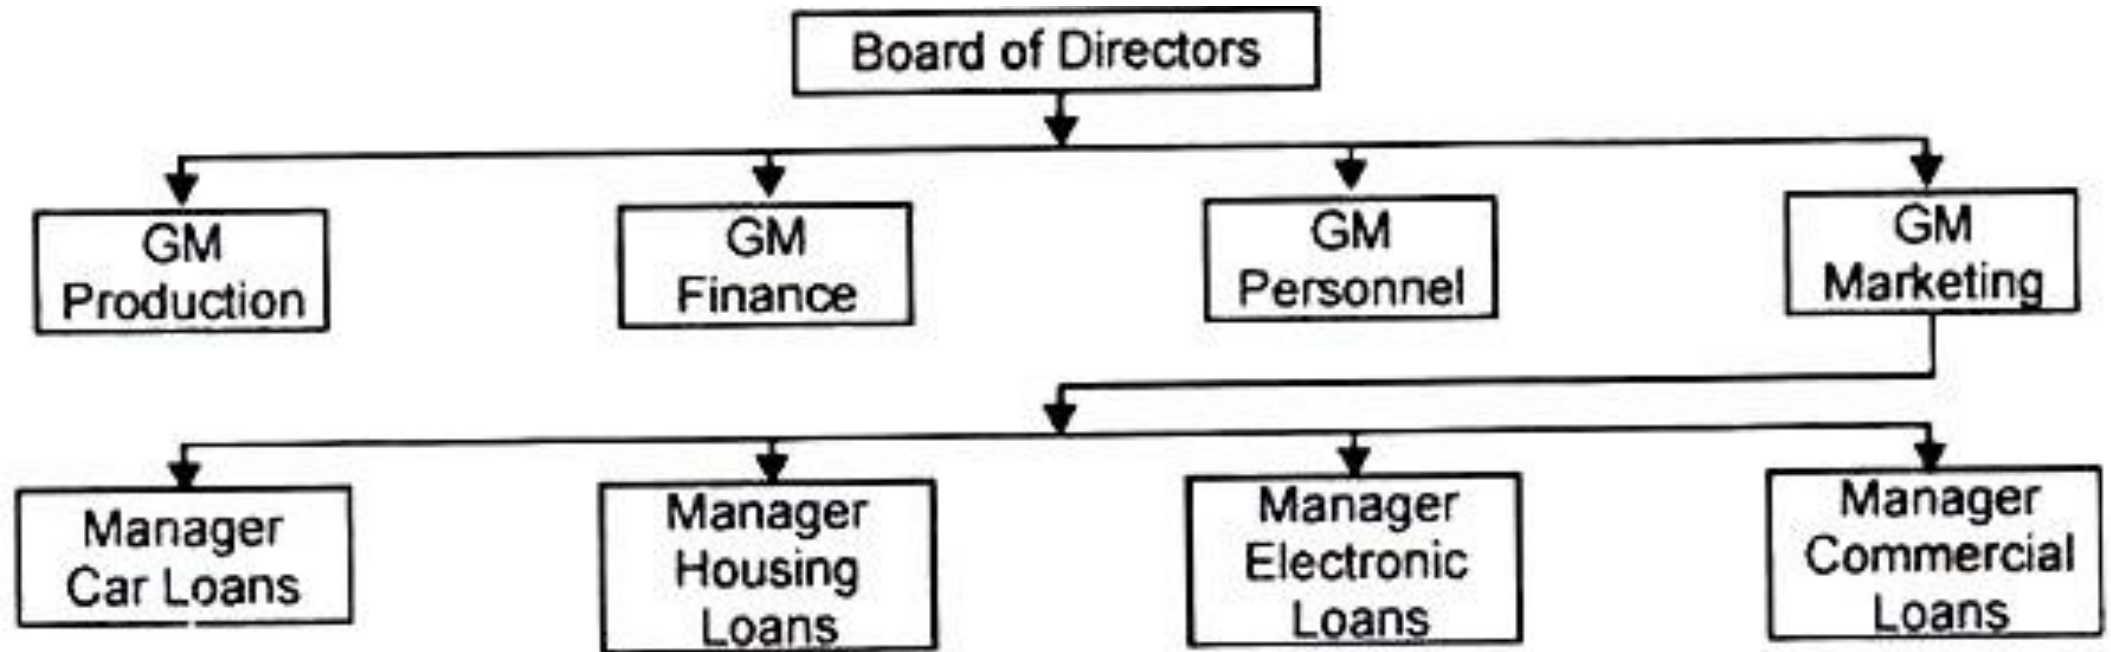 Board of Directors
GM
Production
GM
Finance
GM
Personnel
GM
Marketing
Manager
Car Loans
Manager
Housing
Loans
Manager
Electronic
Loans
Manager
Commercial
Loans